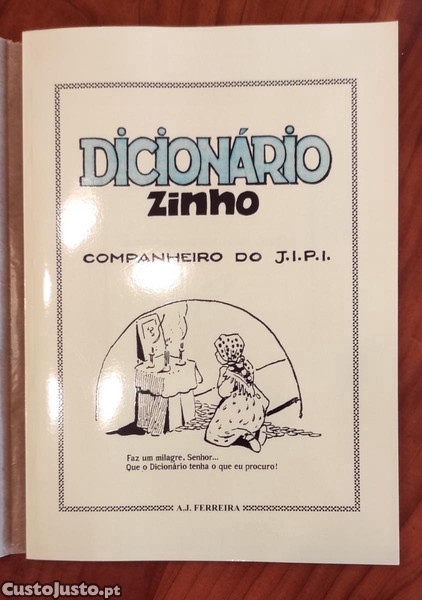 DICIONÁRIO
zinho
COMPANHEIRO DO J.I.P.I.
Faz um milagre, Senhor...
Que o Dicionário tenha o que eu procuro!
A.J. FERREIRA
CustoJusto.pt